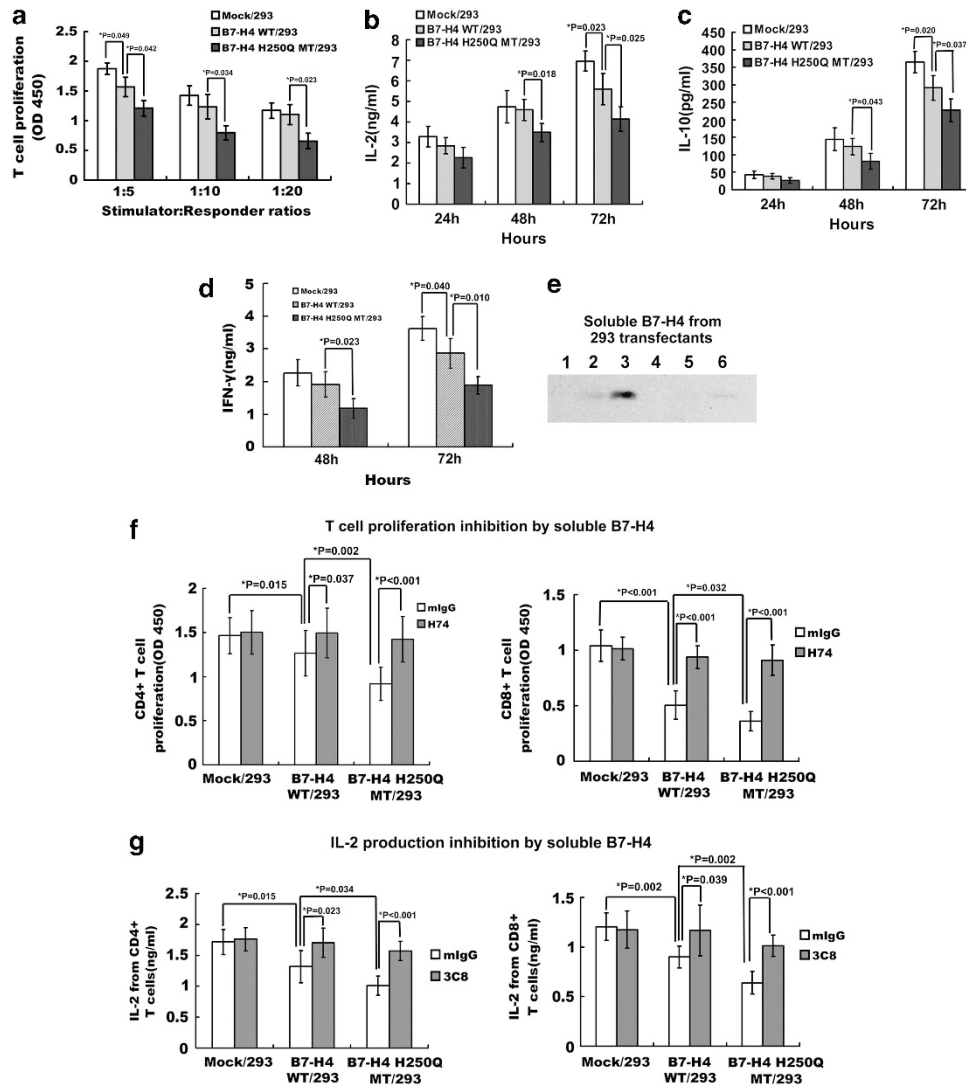 a
Mock/293
B7-H4 WT/293
B7-H4 H250Q MT/293
*P=0.049
*P=0.042
*P=0.034
*P=0.023
T cell proliferation
(OD 450)
2.5
2
1.5
1
0.5
0
1:5 1:10 1:20
Stimulator:Responder ratios
b
Mock/293
B7-H4 WT/293
B7-H4 H250Q MT/293
*P=0.023
*P=0.025
*P=0.018
IL-2(ng/ml)
8
7
6
5
4
3
2
1
0
24h 48h 72h
Hours
c
Mock/293
B7-H4 WT/293
B7-H4 H250Q MT/293
*P=0.020
*P=0.037
*P=0.043
IL-10(pg/ml)
450
400
350
300
250
200
150
100
50
0
24h 48h 72h
Hours
d
Mock/293
B7-H4 WT/293
B7-H4 H250Q MT/293
*P=0.040
*P=0.010
*P=0.023
IFN-γ(ng/ml)
5
4
3
2
1
0
48h 72h
Hours
e
Soluble B7-H4 from
293 transfectants
1 2 3 4 5 6
f
T cell proliferation inhibition by soluble B7-H4
*P=0.002
*P=0.015
*P=0.037
*P<0.001
mIgG
H74
CD4+ T cell
proliferation(OD 450)
2
1.5
1
0.5
0
Mock/293 B7-H4 B7-H4 H250Q
WT/293 MT/293
*P<0.001
*P=0.032
*P<0.001
*P<0.001
mIgG
H74
CD8+ T cell
proliferation(OD 450)
1.5
1
0.5
0
Mock/293 B7-H4 B7-H4 H250Q
WT/293 MT/293
g
IL-2 production inhibition by soluble B7-H4
*P=0.015
*P=0.034
*P=0.023
*P<0.001
mIgG
3C8
IL-2 from CD4+
T cells(ng/ml)
2.5
2
1.5
1
0.5
0
Mock/293 B7-H4 B7-H4 H250Q
WT/293 MT/293
*P=0.002
*P=0.002
*P=0.039
*P<0.001
mIgG
3C8
IL-2 from CD8+
T cells(ng/ml)
1.5
1
0.5
0
Mock/293 B7-H4 B7-H4 H250Q
WT/293 MT/293